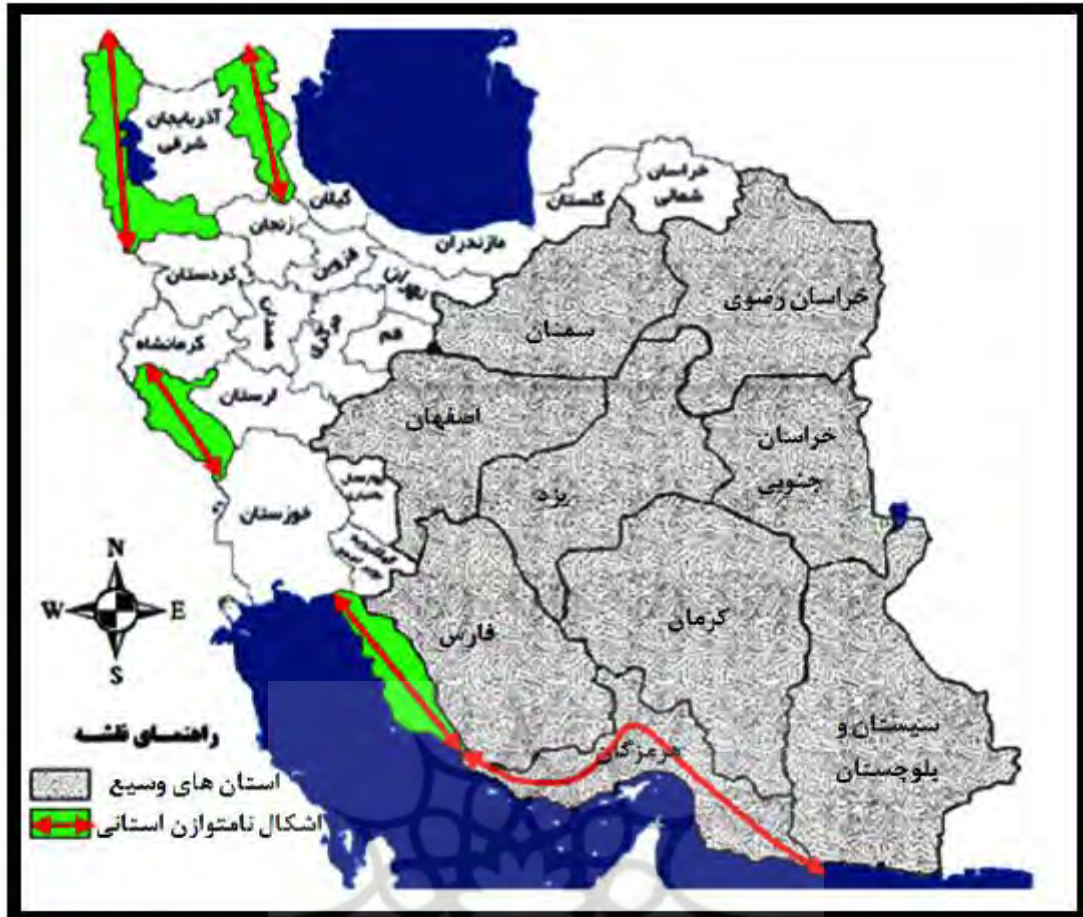 آذربایجان
شرقی
گیلان
زنجان
مازندران
گلستان
خراسان
شمالی
کردستان
قزوین
تهران
خراسان رضوی
سمنان
همدان
قم
کرمانشاه
لرستان
اصفهان
خراسان
جنوبی
یزد
خوزستان
فارس
کرمان
هرمزگان
سیستان و
بلوچستان
N
W
E
S
راهنمای نقشه
استان های وسیع
اشکال نامتوازن استانی